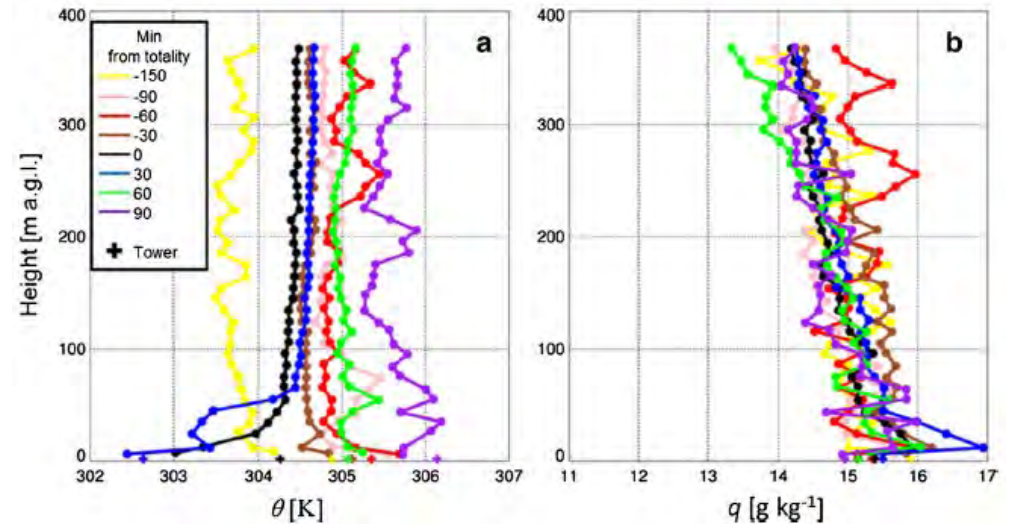 400
300
200
100
0
Height [m a.g.l.]
Min
from totality
-150
-90
-60
-30
0
30
60
90
Tower
a
302 303 304 305 306 307
θ [K]
400
300
200
100
0
b
11 12 13 14 15 16 17
q [g kg⁻¹]